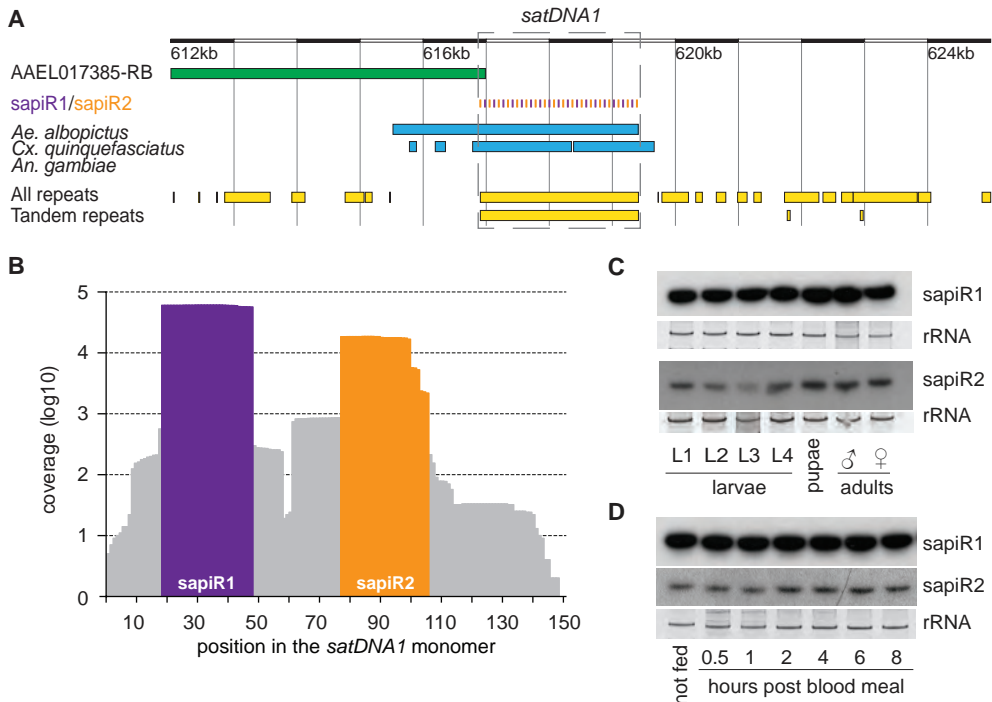 A
satDNA1
612kb 616kb 620kb 624kb
AAEL017385-RB
sapiR1/sapiR2
Ae. albopictus
Cx. quinquefasciatus
An. gambiae
All repeats
Tandem repeats
B
coverage (log10)
5
4
3
2
1
0
sapiR1 sapiR2
10 30 50 70 90 110 130 150
position in the satDNA1 monomer
C
sapiR1
rRNA
sapiR2
rRNA
L1 L2 L3 L4 pupae ♂ ♀
larvae adults
D
sapiR1
sapiR2
rRNA
not fed 0.5 1 2 4 6 8
hours post blood meal